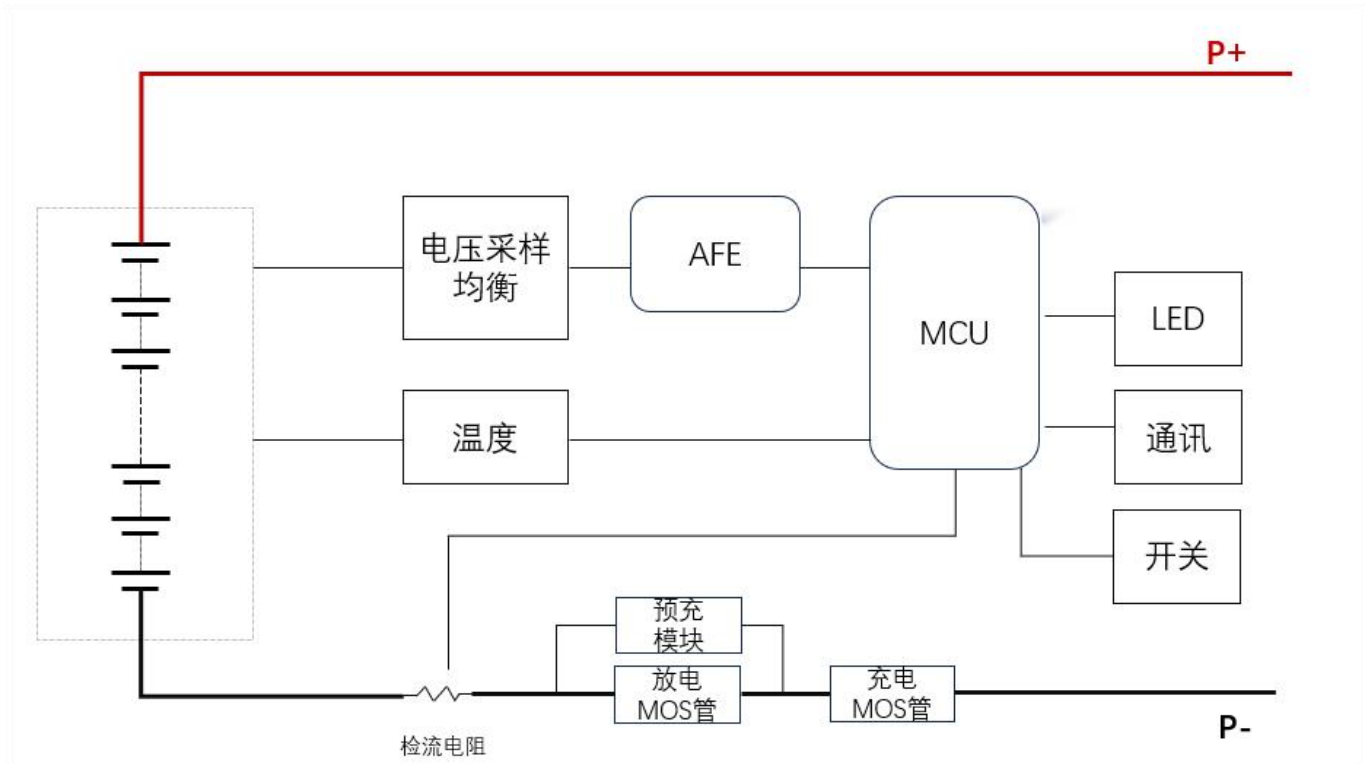 P+
电压采样
均衡
AFE
MCU
LED
温度
通讯
开关
预充
模块
放电
MOS管
充电
MOS管
P-
检流电阻